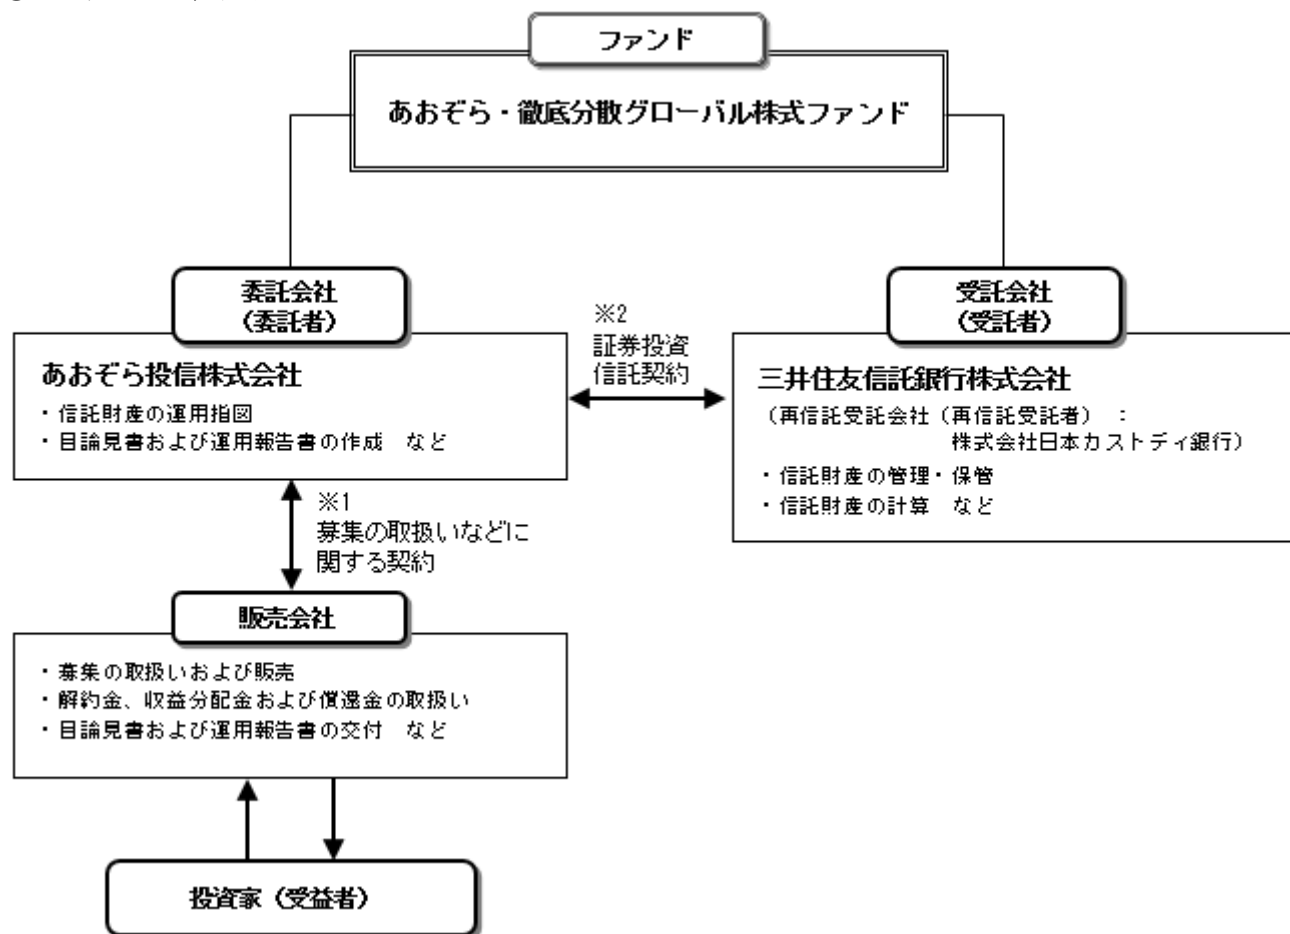 ファンド
あおぞら・徹底分散グローバル株式ファンド
委託会社
（委託者）
あおぞら投信株式会社
・信託財産の運用指図
・目論見書および運用報告書の作成　など
※2
証券投資
信託契約
受託会社
（受託者）
三井住友信託銀行株式会社
（再信託受託会社（再信託受託者）　：
株式会社日本カストディ銀行）
・信託財産の管理・保管
・信託財産の計算　など
※1
募集の取扱いなどに
関する契約
販売会社
・募集の取扱いおよび販売
・解約金、収益分配金および償還金の取扱い
・目論見書および運用報告書の交付　など
投資家（受益者）